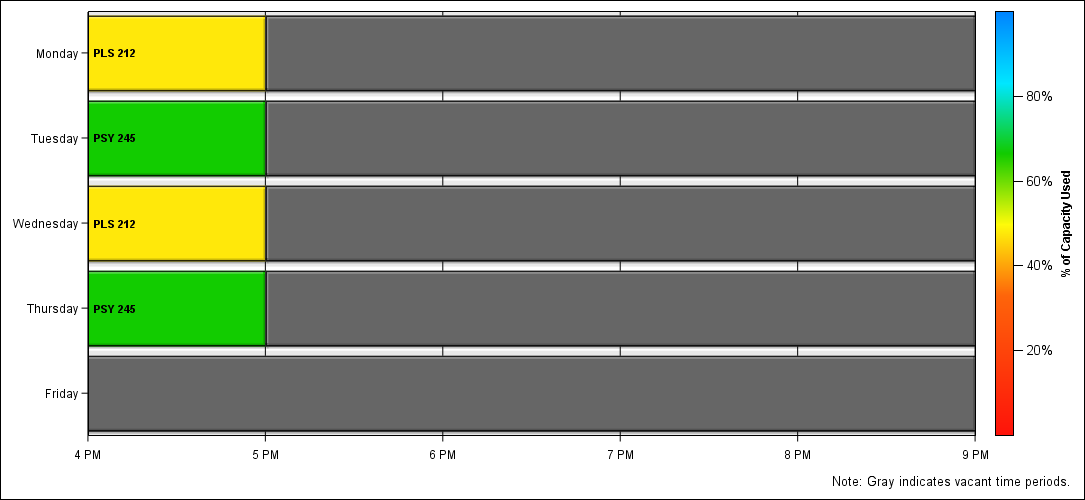 Monday
PLS 212
Tuesday
PSY 245
Wednesday
PLS 212
Thursday
PSY 245
Friday
4 PM 5 PM 6 PM 7 PM 8 PM 9 PM
80%
60%
40%
20%
% of Capacity Used
Note: Gray indicates vacant time periods.